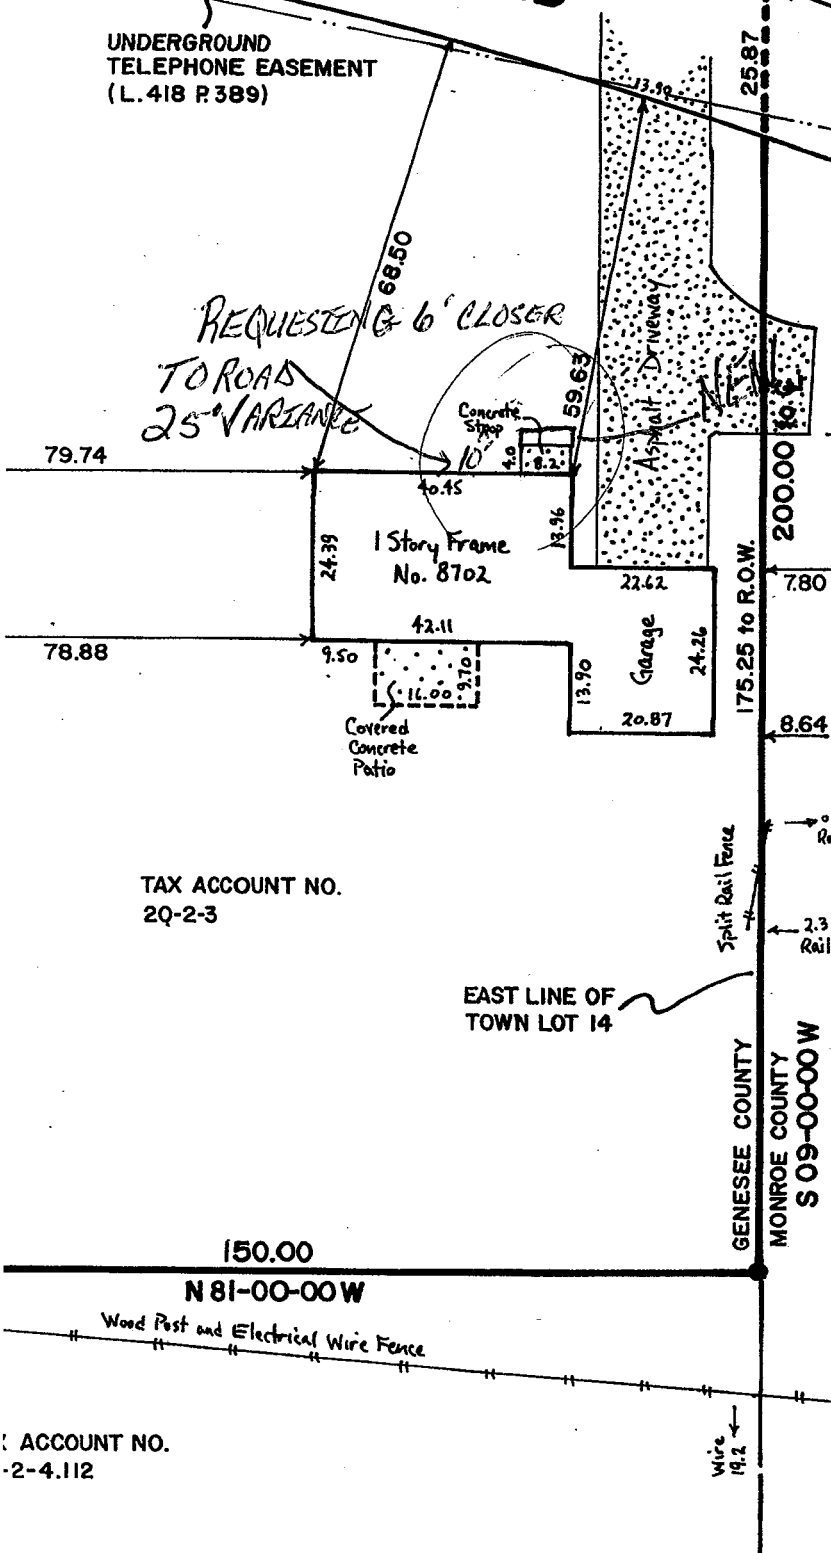 UNDERGROUND
TELEPHONE EASEMENT
(L.418 P.389)
25.87
13.90
68.50
REQUESTING 6' CLOSER
TO ROAD
25' VARIANCE
59.63
Asphalt Driveway
Concrete
Stoop
10'
4.0
8.2
79.74
40.45
200.00
13.96
24.39
1 Story Frame
No. 8702
22.62
7.80
175.25 to R.O.W.
42.11
78.88
9.50
16.00
9.70
13.90
Garage
24.26
20.87
8.64
Covered
Concrete
Patio
Split Rail Fence
2.3
Rail
TAX ACCOUNT NO.
2Q-2-3
EAST LINE OF
TOWN LOT 14
GENESEE COUNTY
MONROE COUNTY
S 09-00-00 W
150.00
N 81-00-00 W
Wood Post and Electrical Wire Fence
ACCOUNT NO.
-2-4.112
Wire
19.2